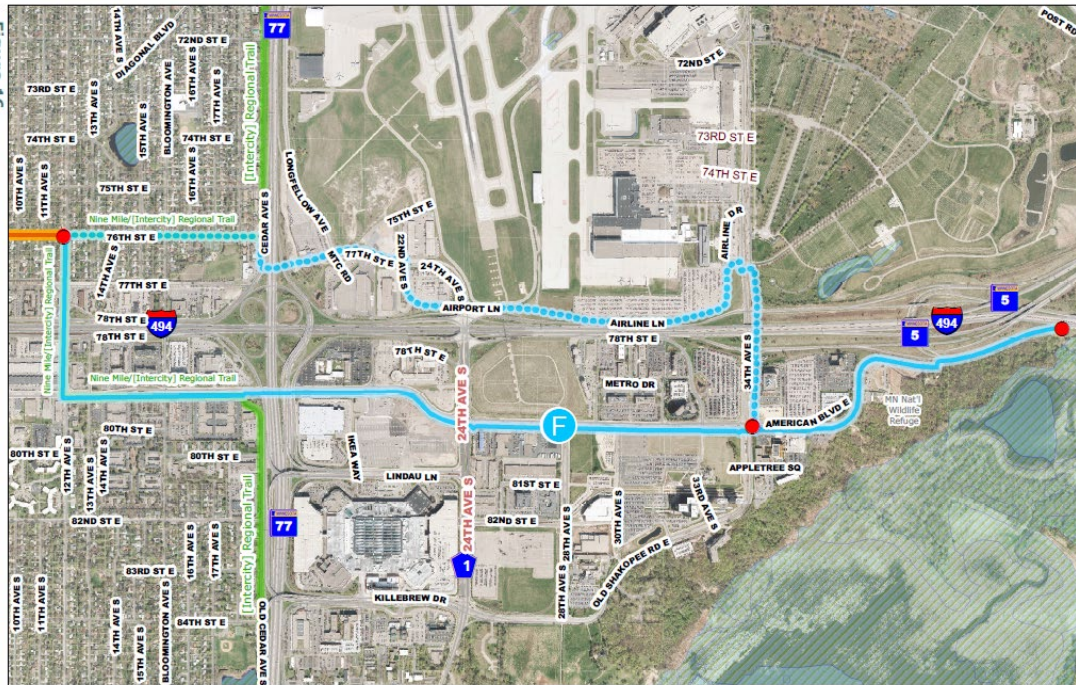 14TH AVE S
DIAGONAL BLVD
72ND ST E
16TH AVE S
17TH AVE S
73RD ST E
13TH AVE S
15TH AVE S
BLOOMINGTON AVE
74TH ST E
74TH ST E
16TH AVE S
75TH ST E
10TH AVE S
11TH AVE S
Nine Mile/[Intercity] Regional Trail
76TH ST E
77
[Intercity] Regional Trail
CEDAR AVE S
LONGFELLOW AVE
MTC RD
77TH ST E
75TH ST E
22ND AVE S
24TH AVE S
AIRPORT LN
AIRLINE LN
AIRLINE DR
72ND ST E
73RD ST E
74TH ST E
POST RD
14TH AVE S
77TH ST E
78TH ST E
494
78TH ST E
Nine Mile/[Intercity] Regional Trail
Nine Mile/[Intercity] Regional Trail
78TH ST E
78TH ST E
METRO DR
34TH AVE S
5
494
5
24TH AVE S
F
AMERICAN BLVD E
MN Nat'l
Wildlife
Refuge
80TH ST E
80TH ST E
80TH ST E
12TH AVE S
13TH AVE S
14TH AVE S
IKEA WAY
LINDAU LN
24TH AVE S
81ST ST E
APPLETREE SQ
33RD AVE S
30TH AVE S
82ND ST E
82ND ST E
28TH AVE S
77
16TH AVE S
17TH AVE S
83RD ST E
[Intercity] Regional Trail
1
OLD SHAKOPEE RD E
KILLEBREW DR
28TH AVE S
10TH AVE S
11TH AVE S
14TH AVE S
15TH AVE S
BLOOMINGTON AVE S
84TH ST E
OLD CEDAR AVE S